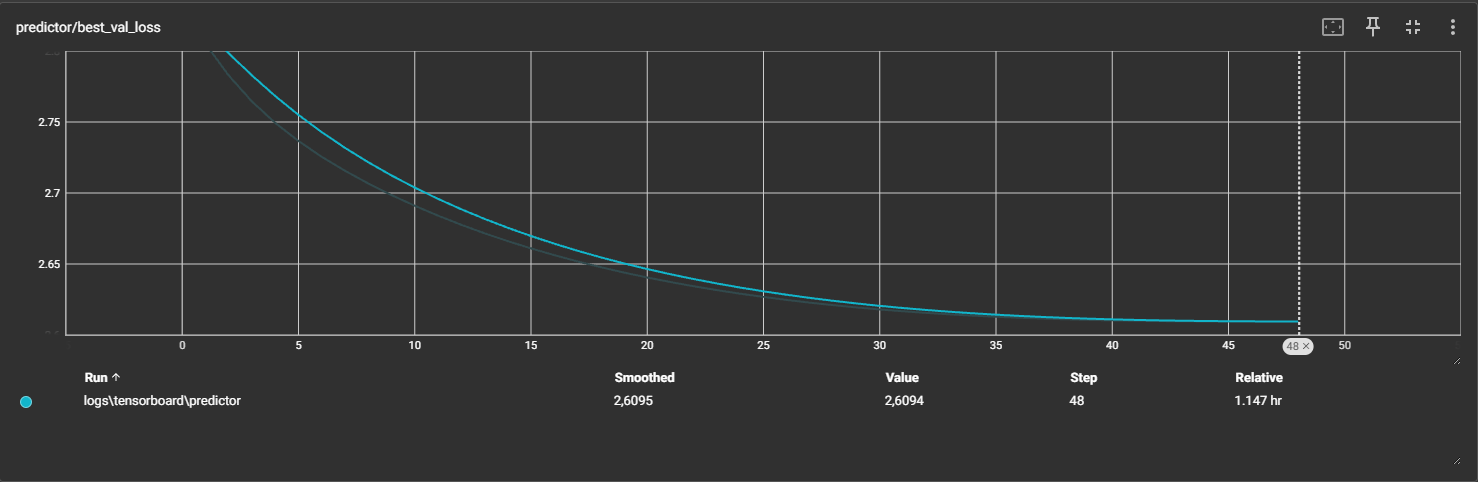 predictor/best_val_loss
2.75
2.7
2.65
0 5 10 15 20 25 30 35 40 45 48 × 50
Run ↑ Smoothed Value Step Relative
logs\tensorboard\predictor 2,6095 2,6094 48 1.147 hr